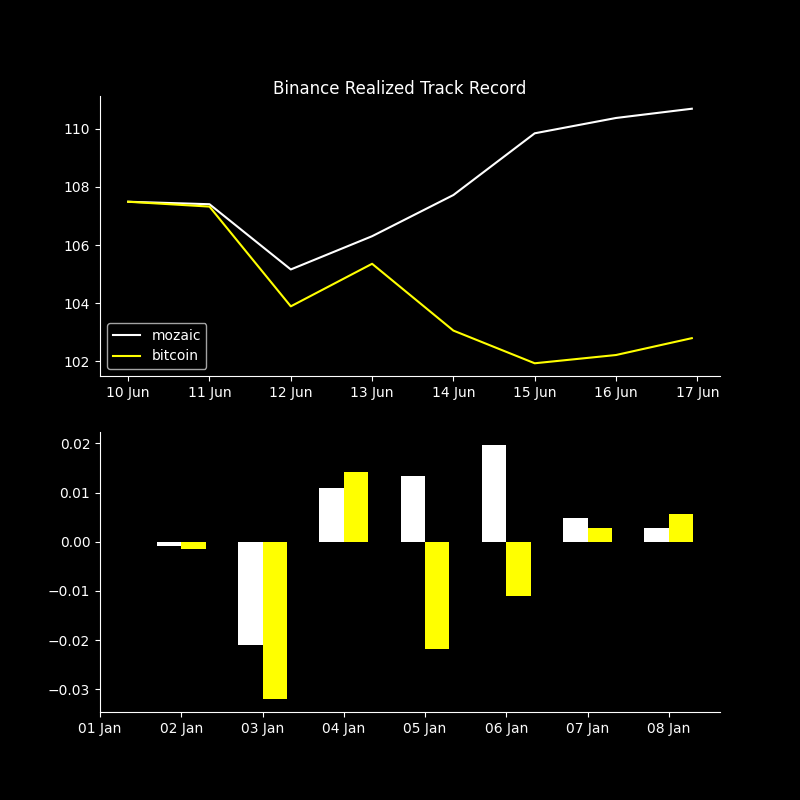 Binance Realized Track Record
110
108
106
104
102
mozaic
bitcoin
10 Jun 11 Jun 12 Jun 13 Jun 14 Jun 15 Jun 16 Jun 17 Jun
0.02
0.01
0.00
−0.01
−0.02
−0.03
01 Jan 02 Jan 03 Jan 04 Jan 05 Jan 06 Jan 07 Jan 08 Jan